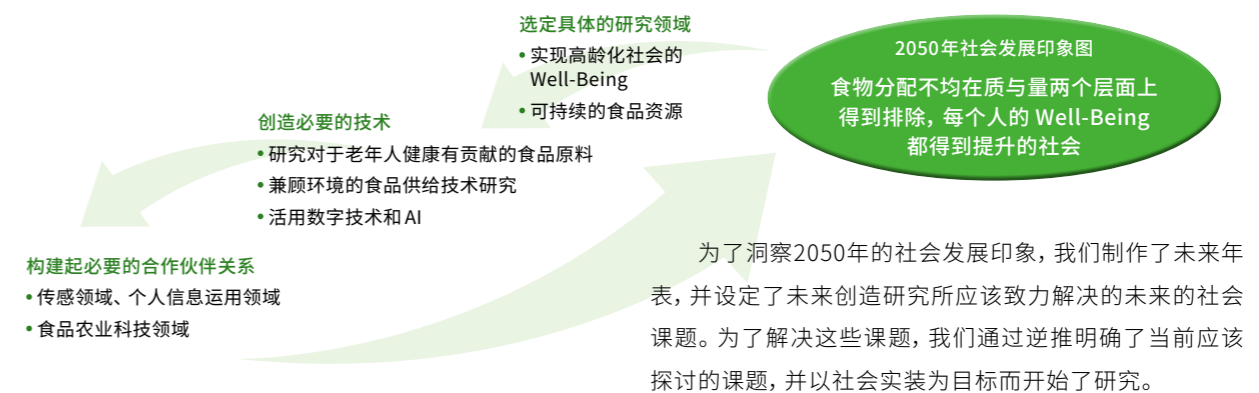 选定具体的研究领域
• 实现高龄化社会的
Well-Being
• 可持续的食品资源
2050年社会发展印象图
食物分配不均在质与量两个层面上
得到排除，每个人的 Well-Being
都得到提升的社会
创造必要的技术
• 研究对于老年人健康有贡献的食品原料
• 兼顾环境的食品供给技术研究
• 活用数字技术和AI
构建起必要的合作伙伴关系
• 传感领域、个人信息运用领域
• 食品农业科技领域
为了洞察2050年的社会发展印象，我们制作了未来年
表，并设定了未来创造研究所应该致力解决的未来的社会
课题。为了解决这些课题，我们通过逆推明确了当前应该
探讨的课题，并以社会实装为目标而开始了研究。